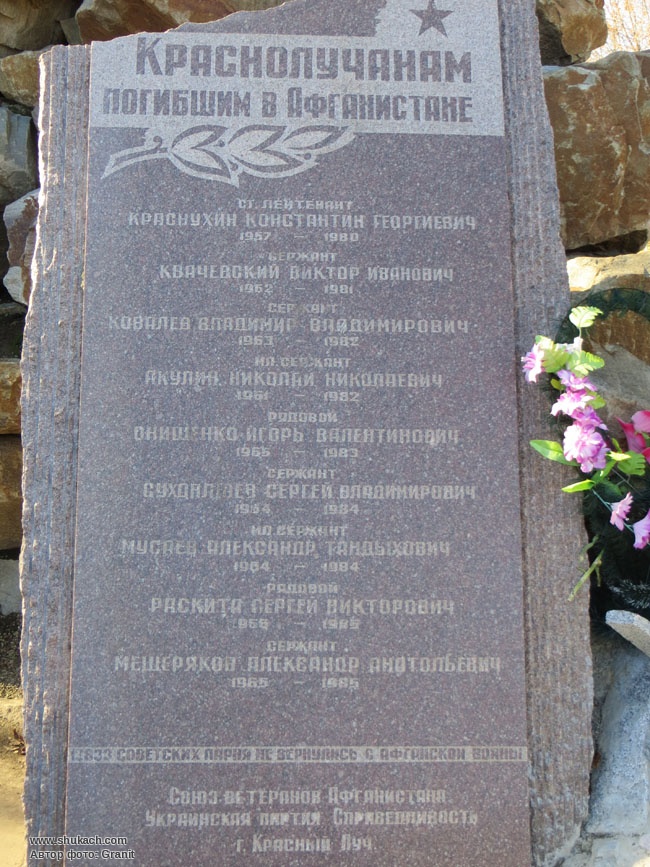 Краснолучанам
погибшим в Афганистане
ст. лейтенант
Краснухин Константин Георгиевич
1957 — 1980
сержант
Квачевский Виктор Иванович
1962 — 1981
сержант
Ковалев Владимир Владимирович
1963 1982
мл. сержант
Акулин Николай Николаевич
1961 — 1982
рядовой
Онищенко Игорь Валентинович
1965 — 1983
сержант
Сергей Владимирович
1964 — 1984
мл. сержант
Мусаев Александр
1964 — 1984
рядовой
Раскита Сергей Викторович
1985
сержант
Мещеряков Александр Анатольевич
1965 — 1985
советских парня не вернулись с афганской войны
Союз ветеранов Афганистана
Украинская партия Справедливость
г. Красный Луч
www.shukach.com
Автор фото: Granit